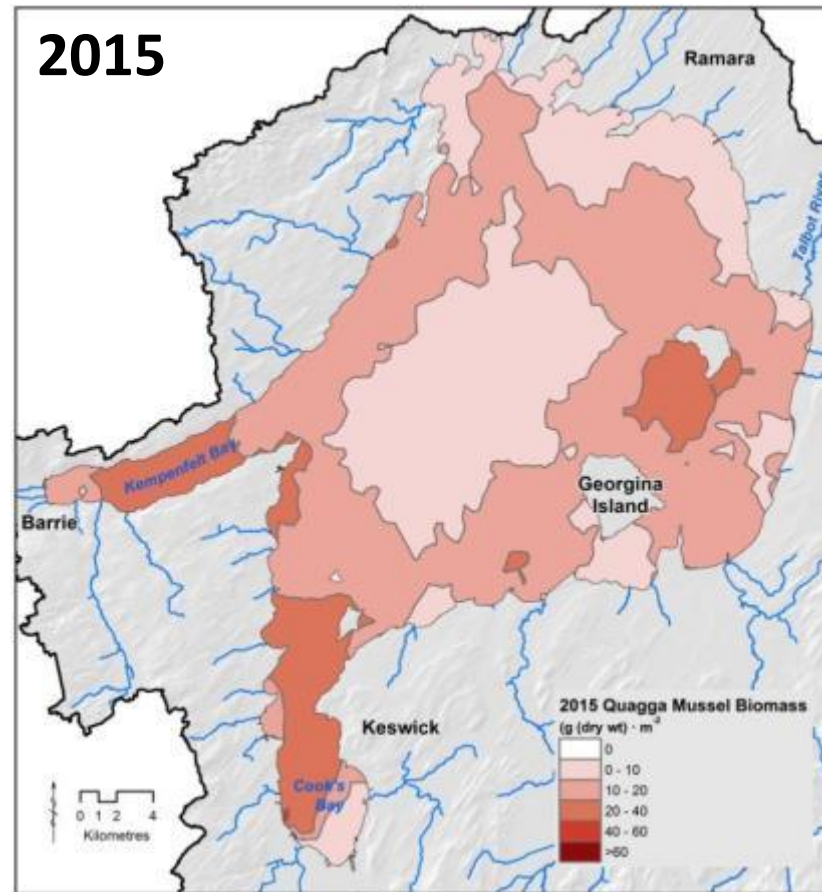 2015
Ramara
Talbot River
Kempenfelt Bay
Barrie
Georgina
Island
Keswick
Cook's
Bay
2015 Quagga Mussel Biomass
(g (dry wt) · m⁻²
0
0 - 10
10 - 20
20 - 40
40 - 60
>60
0 1 2 4
Kilometres